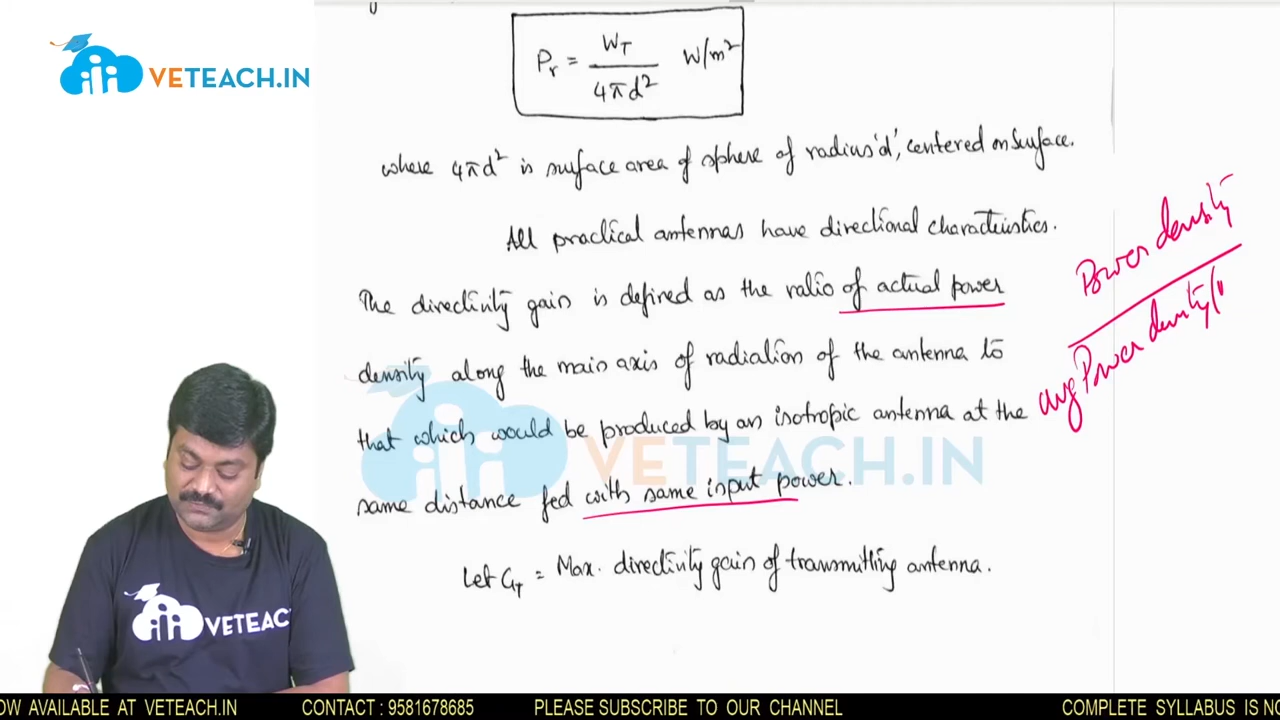 VETEACH.IN
Pr = WT / 4πd² W/m²
where 4πd² is surface area of sphere of radius 'd', centered on surface.
All practical antennas have directional characteristics.
The directivity gain is defined as the ratio of actual power
density along the main axis of radiation of the antenna to
that which would be produced by an isotropic antenna at the
same distance fed with same input power.
Let GT = Max. directivity gain of transmitting antenna.
Power density
avg Power density
VETEACH.IN
VETEACH
OW AVAILABLE AT VETEACH.IN CONTACT : 9581678685 PLEASE SUBSCRIBE TO OUR CHANNEL COMPLETE SYLLABUS IS NO